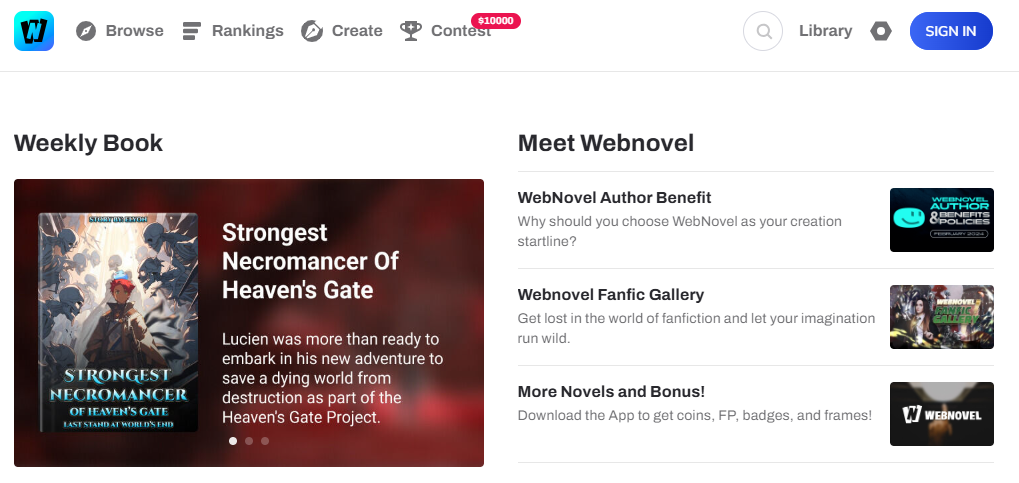 Browse
Rankings
Create
Contest
$10000
Library
SIGN IN
Weekly Book
Meet Webnovel
STRONGEST
NECROMANCER
OF HEAVEN'S GATE
LAST STAND AT WORLD'S END
Strongest
Necromancer Of
Heaven's Gate
Lucien was more than ready to
embark in his new adventure to
save a dying world from
destruction as part of the
Heaven's Gate Project.
WebNovel Author Benefit
Why should you choose WebNovel as your creation
startline?
WEBNOVEL
AUTHOR
& BENEFITS
POLICIES
FEBRUARY 2024
Webnovel Fanfic Gallery
Get lost in the world of fanfiction and let your imagination
run wild.
WEBNOVEL
FANFIC
GALLERY
More Novels and Bonus!
Download the App to get coins, FP, badges, and frames!
WEBNOVEL